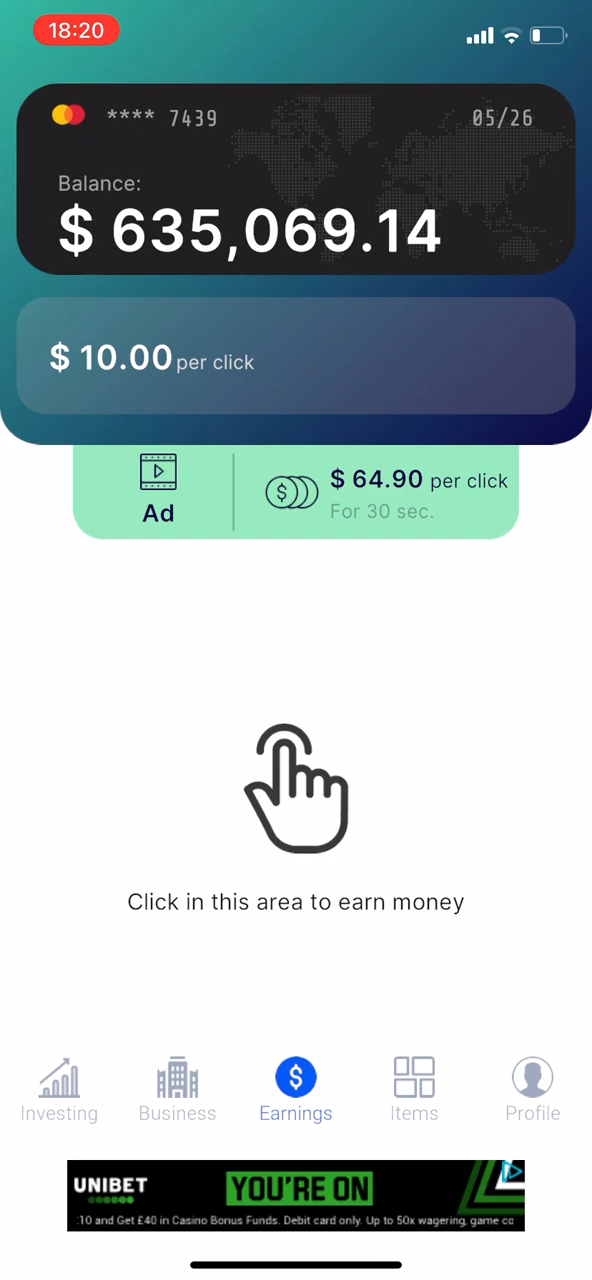 18:20
**** 7439
05/26
Balance:
$ 635,069.14
$ 10.00 per click
Ad
$ 64.90 per click
For 30 sec.
Click in this area to earn money
Investing
Business
Earnings
Items
Profile
UNIBET
YOU'RE ON
:10 and Get £40 in Casino Bonus Funds. Debit card only. Up to 50x wagering, game co